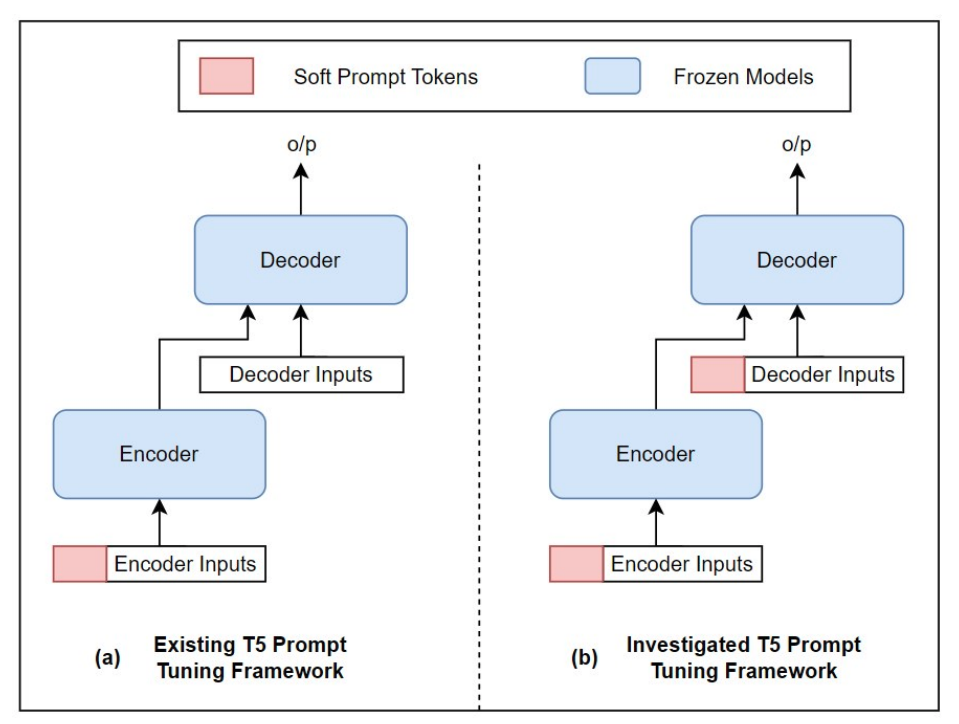 Soft Prompt Tokens
Frozen Models
o/p
Decoder
Decoder Inputs
Encoder
Encoder Inputs
(a) Existing T5 Prompt
Tuning Framework
o/p
Decoder
Decoder Inputs
Encoder
Encoder Inputs
(b) Investigated T5 Prompt
Tuning Framework